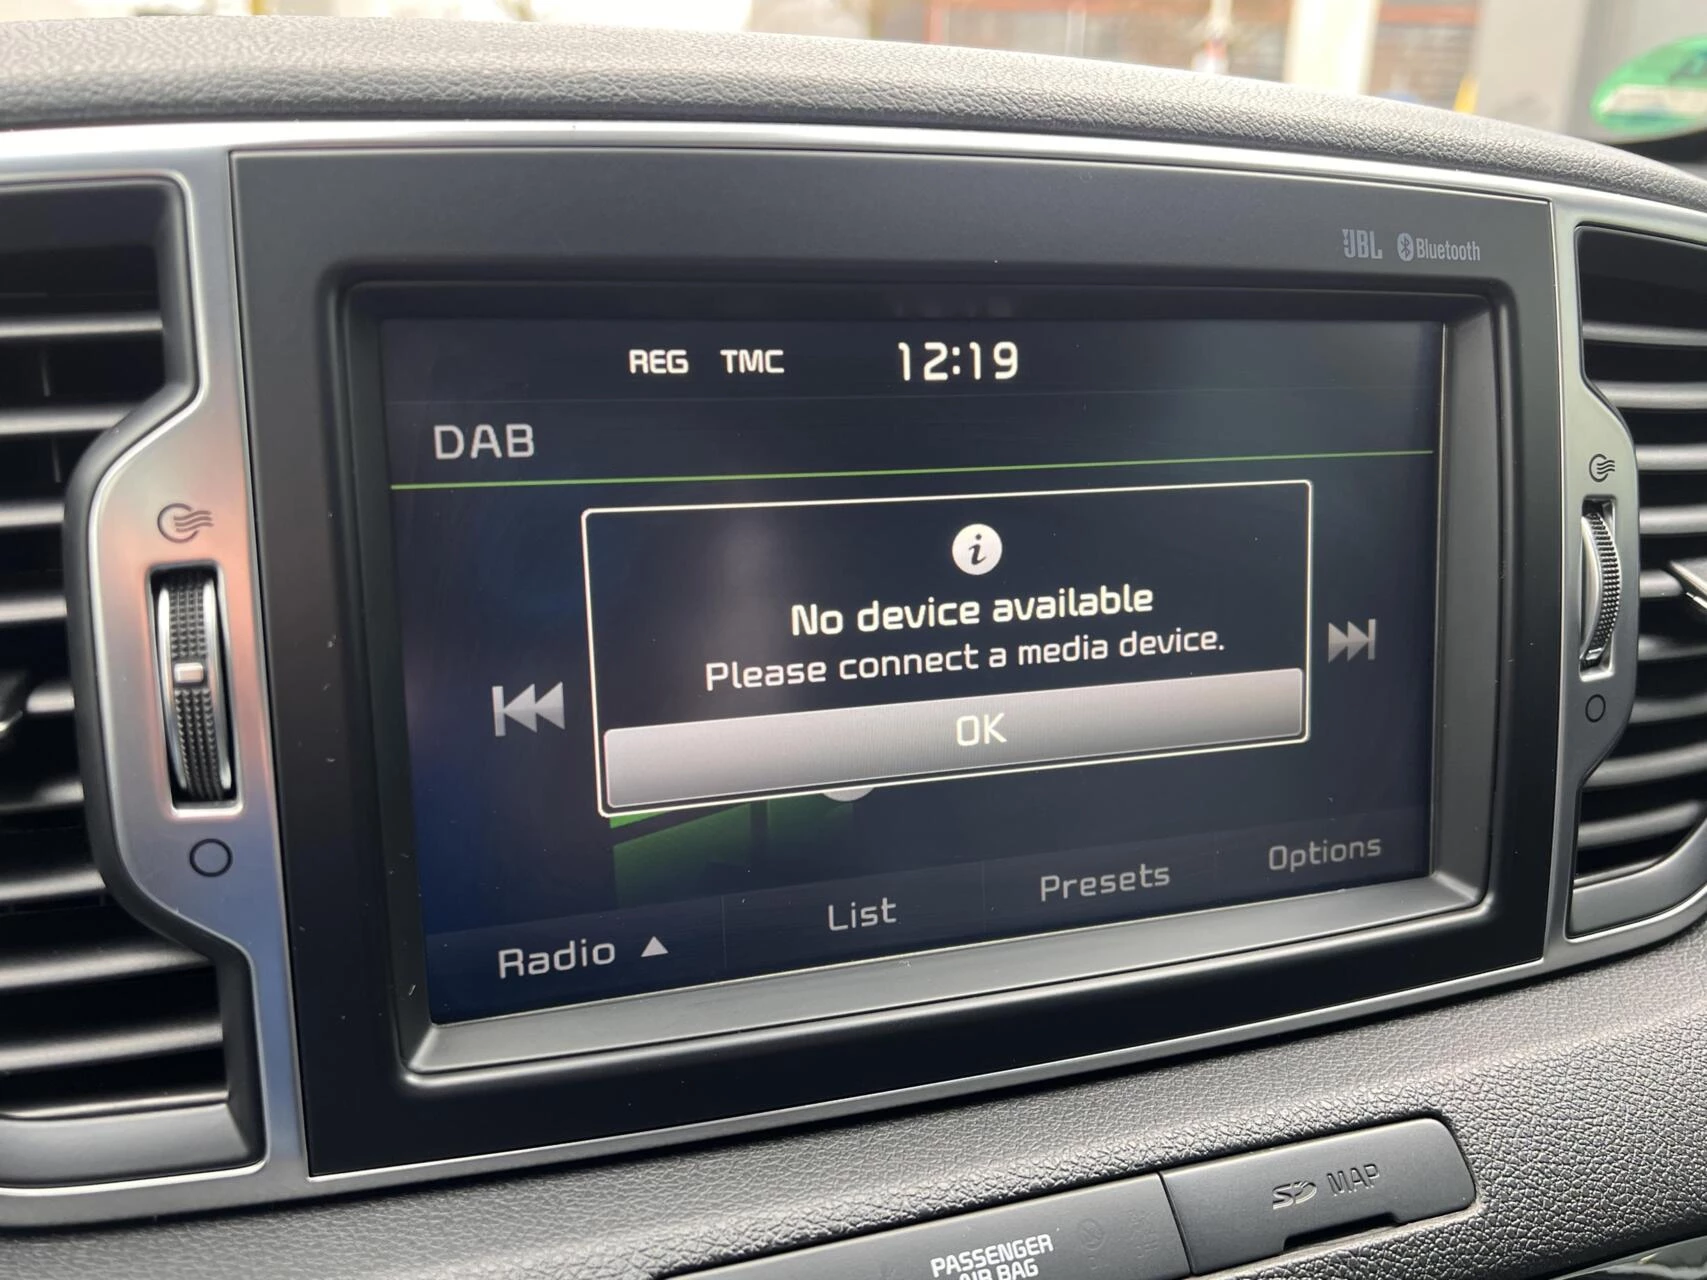 JBL Bluetooth
REG TMC 12:19
DAB
No device available
Please connect a media device.
OK
Radio ▲ List Presets Options
SD MAP
PASSENGER
AIR BAG